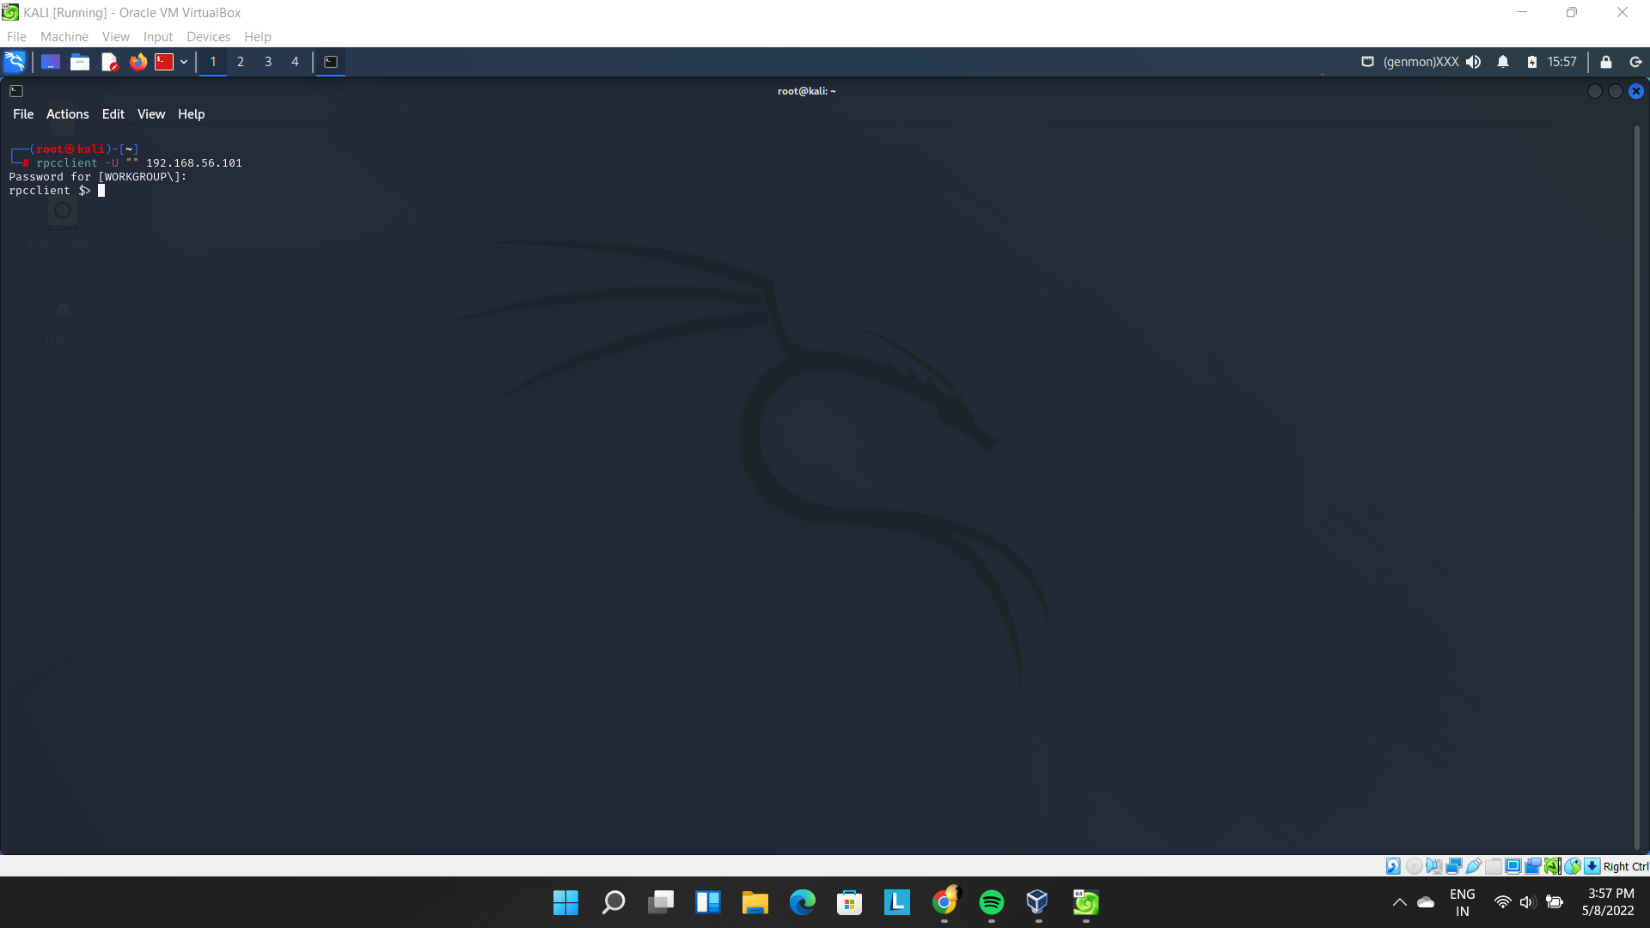 KALI [Running] - Oracle VM VirtualBox
File Machine View Input Devices Help
1 2 3 4 (genmon)XXX 15:57
root@kali: ~
File Actions Edit View Help
┌──(root㉿kali)-[~]
└─# rpcclient -U "" 192.168.56.101
Password for [WORKGROUP\]:
rpcclient $>
Home
Right Ctrl
ENG
IN
3:57 PM
5/8/2022